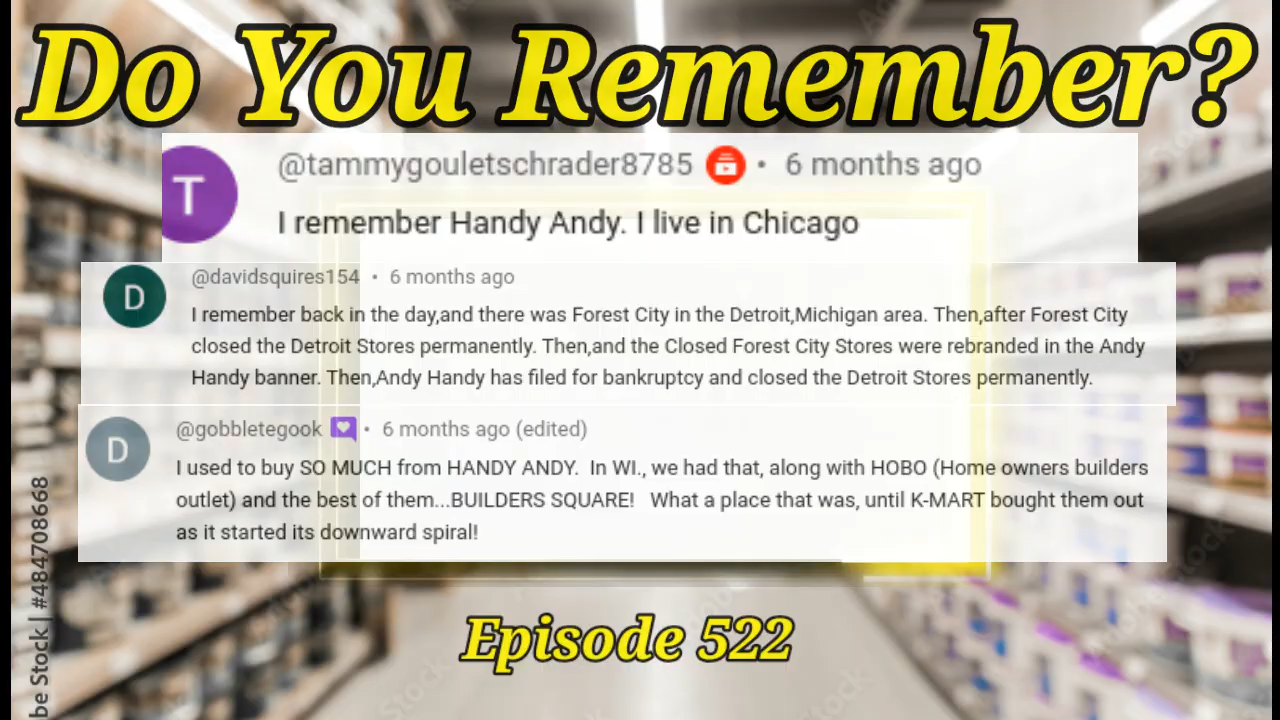 Do You Remember?
T
@tammygouletschrader8785 • 6 months ago
I remember Handy Andy. I live in Chicago
D
@davidsquires154 • 6 months ago
I remember back in the day,and there was Forest City in the Detroit,Michigan area. Then,after Forest City
closed the Detroit Stores permanently. Then,and the Closed Forest City Stores were rebranded in the Andy
Handy banner. Then,Andy Handy has filed for bankruptcy and closed the Detroit Stores permanently.
D
@gobbletegook • 6 months ago (edited)
I used to buy SO MUCH from HANDY ANDY. In WI., we had that, along with HOBO (Home owners builders
outlet) and the best of them...BUILDERS SQUARE! What a place that was, until K-MART bought them out
as it started its downward spiral!
Episode 522
be Stock | #484708668